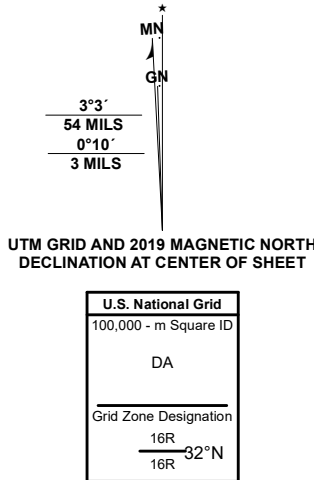 ★
MN
GN
3°3´
54 MILS
0°10´
3 MILS
UTM GRID AND 2019 MAGNETIC NORTH
DECLINATION AT CENTER OF SHEET
U.S. National Grid
100,000 - m Square ID
DA
Grid Zone Designation
16R
32°N
16R